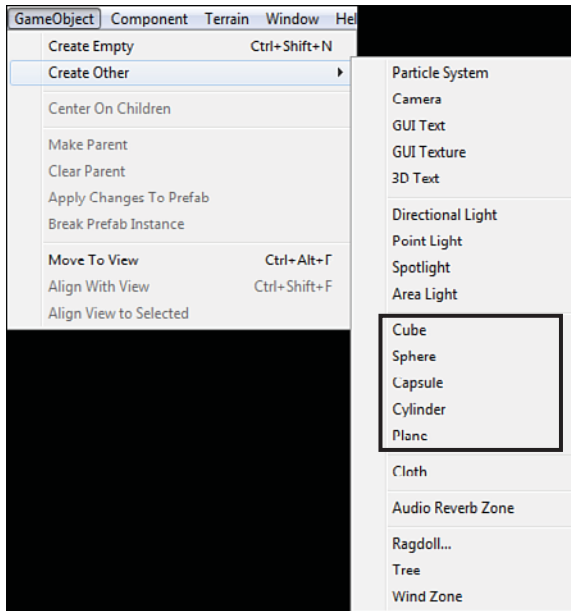 GameObject Component Terrain Window Hel
Create Empty Ctrl+Shift+N
Create Other
Center On Children
Make Parent
Clear Parent
Apply Changes To Prefab
Break Prefab Instance
Move To View Ctrl+Alt+F
Align With View Ctrl+Shift+F
Align View to Selected
Particle System
Camera
GUI Text
GUI Texture
3D Text
Directional Light
Point Light
Spotlight
Area Light
Cube
Sphere
Capsule
Cylinder
Plane
Cloth
Audio Reverb Zone
Ragdoll...
Tree
Wind Zone